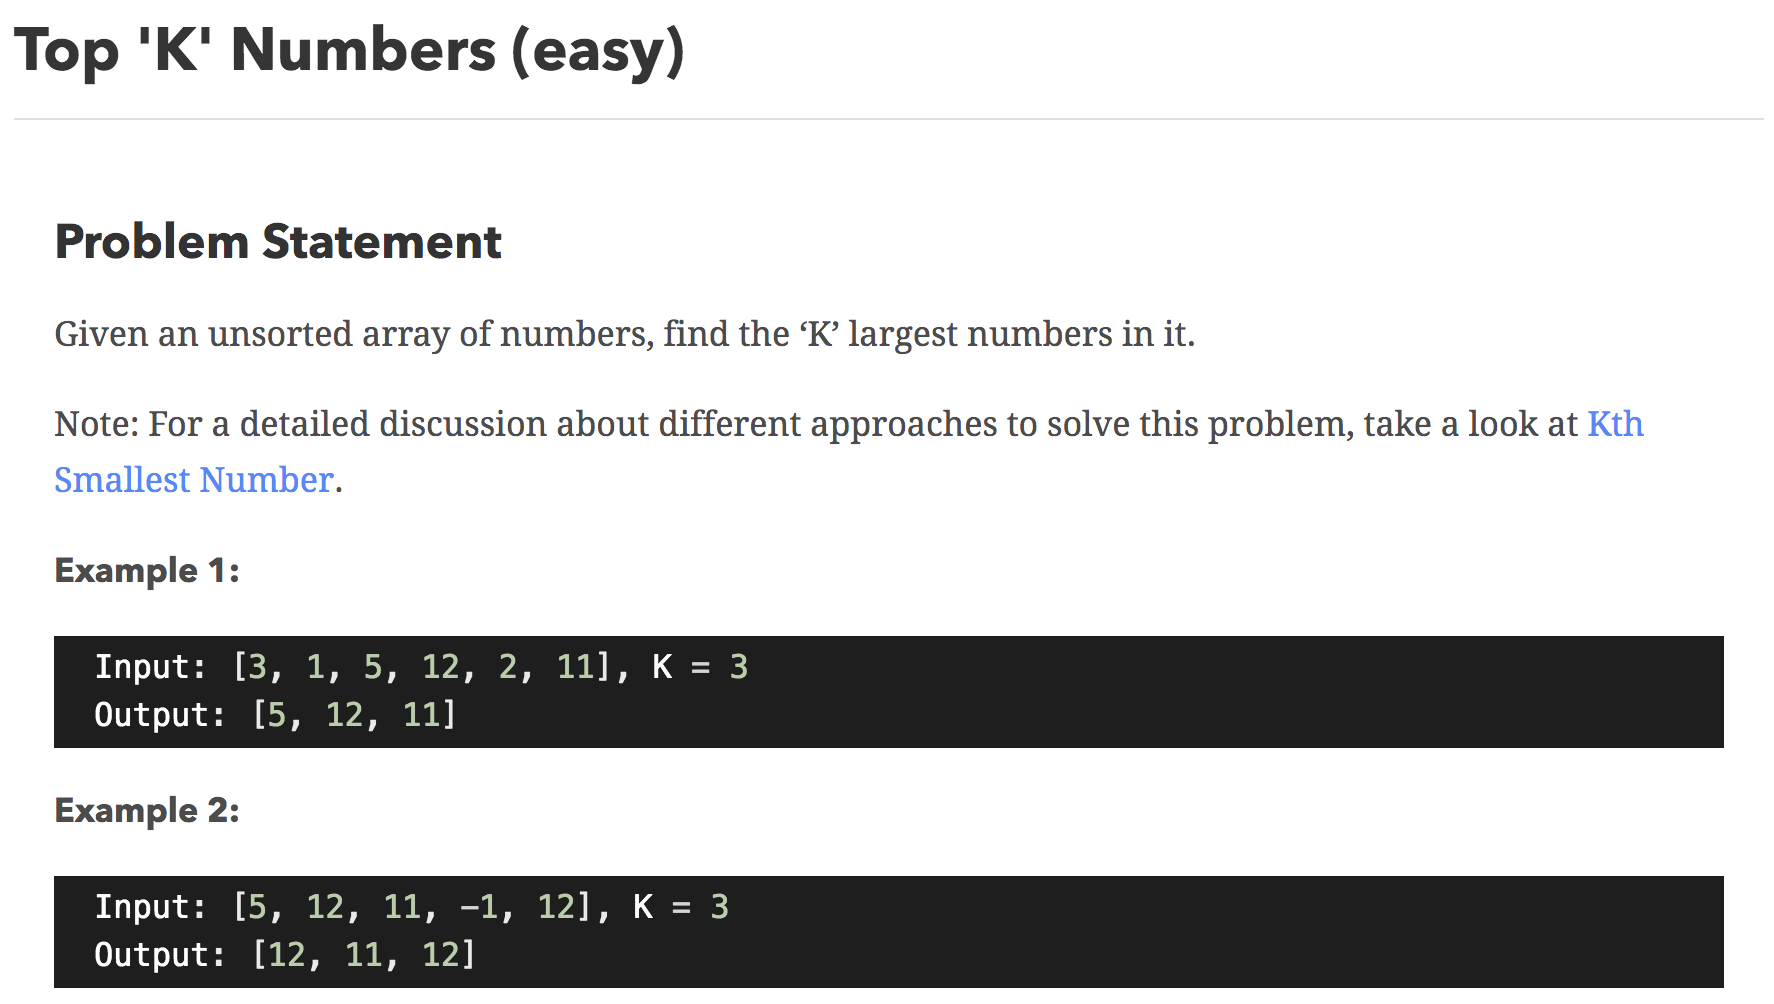 Top 'K' Numbers (easy)
Problem Statement
Given an unsorted array of numbers, find the ‘K’ largest numbers in it.
Note: For a detailed discussion about different approaches to solve this problem, take a look at Kth
Smallest Number.
Example 1:
Input: [3, 1, 5, 12, 2, 11], K = 3
Output: [5, 12, 11]
Example 2:
Input: [5, 12, 11, −1, 12], K = 3
Output: [12, 11, 12]